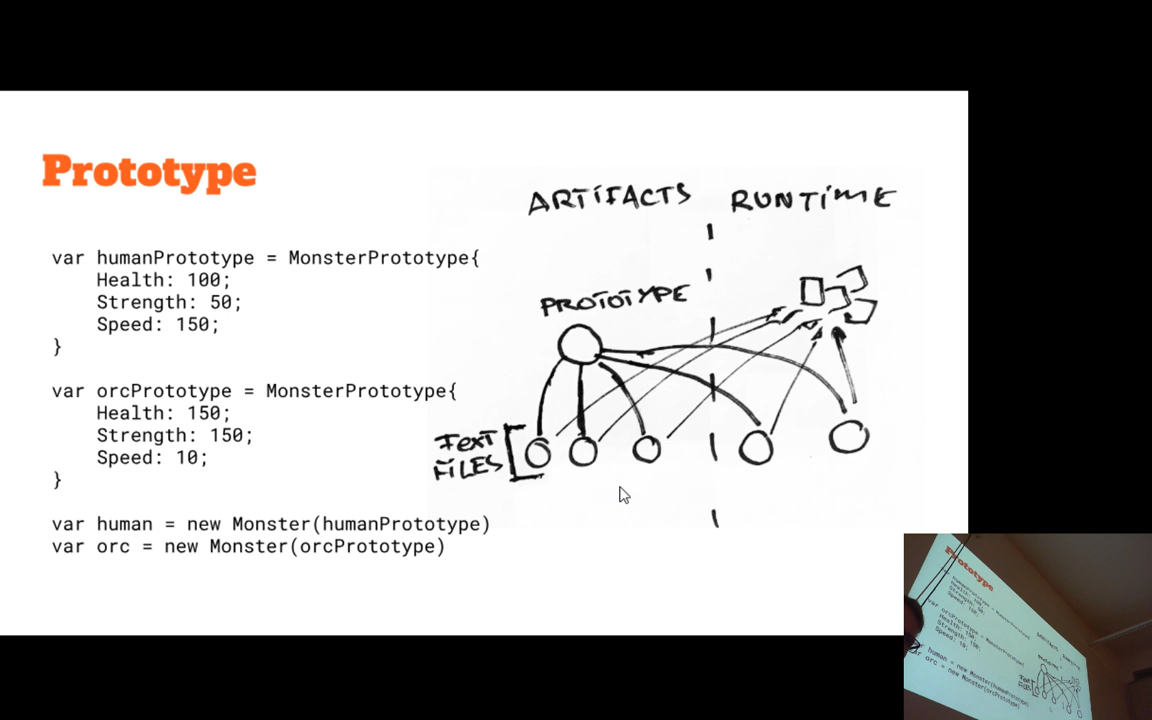 Prototype
var humanPrototype = MonsterPrototype{
    Health: 100;
    Strength: 50;
    Speed: 150;
}
var orcPrototype = MonsterPrototype{
    Health: 150;
    Strength: 150;
    Speed: 10;
}
var human = new Monster(humanPrototype)
var orc = new Monster(orcPrototype)
ARTIFACTS
RUNTIME
PROTOTYPE
TEXT
FILES
Prototype